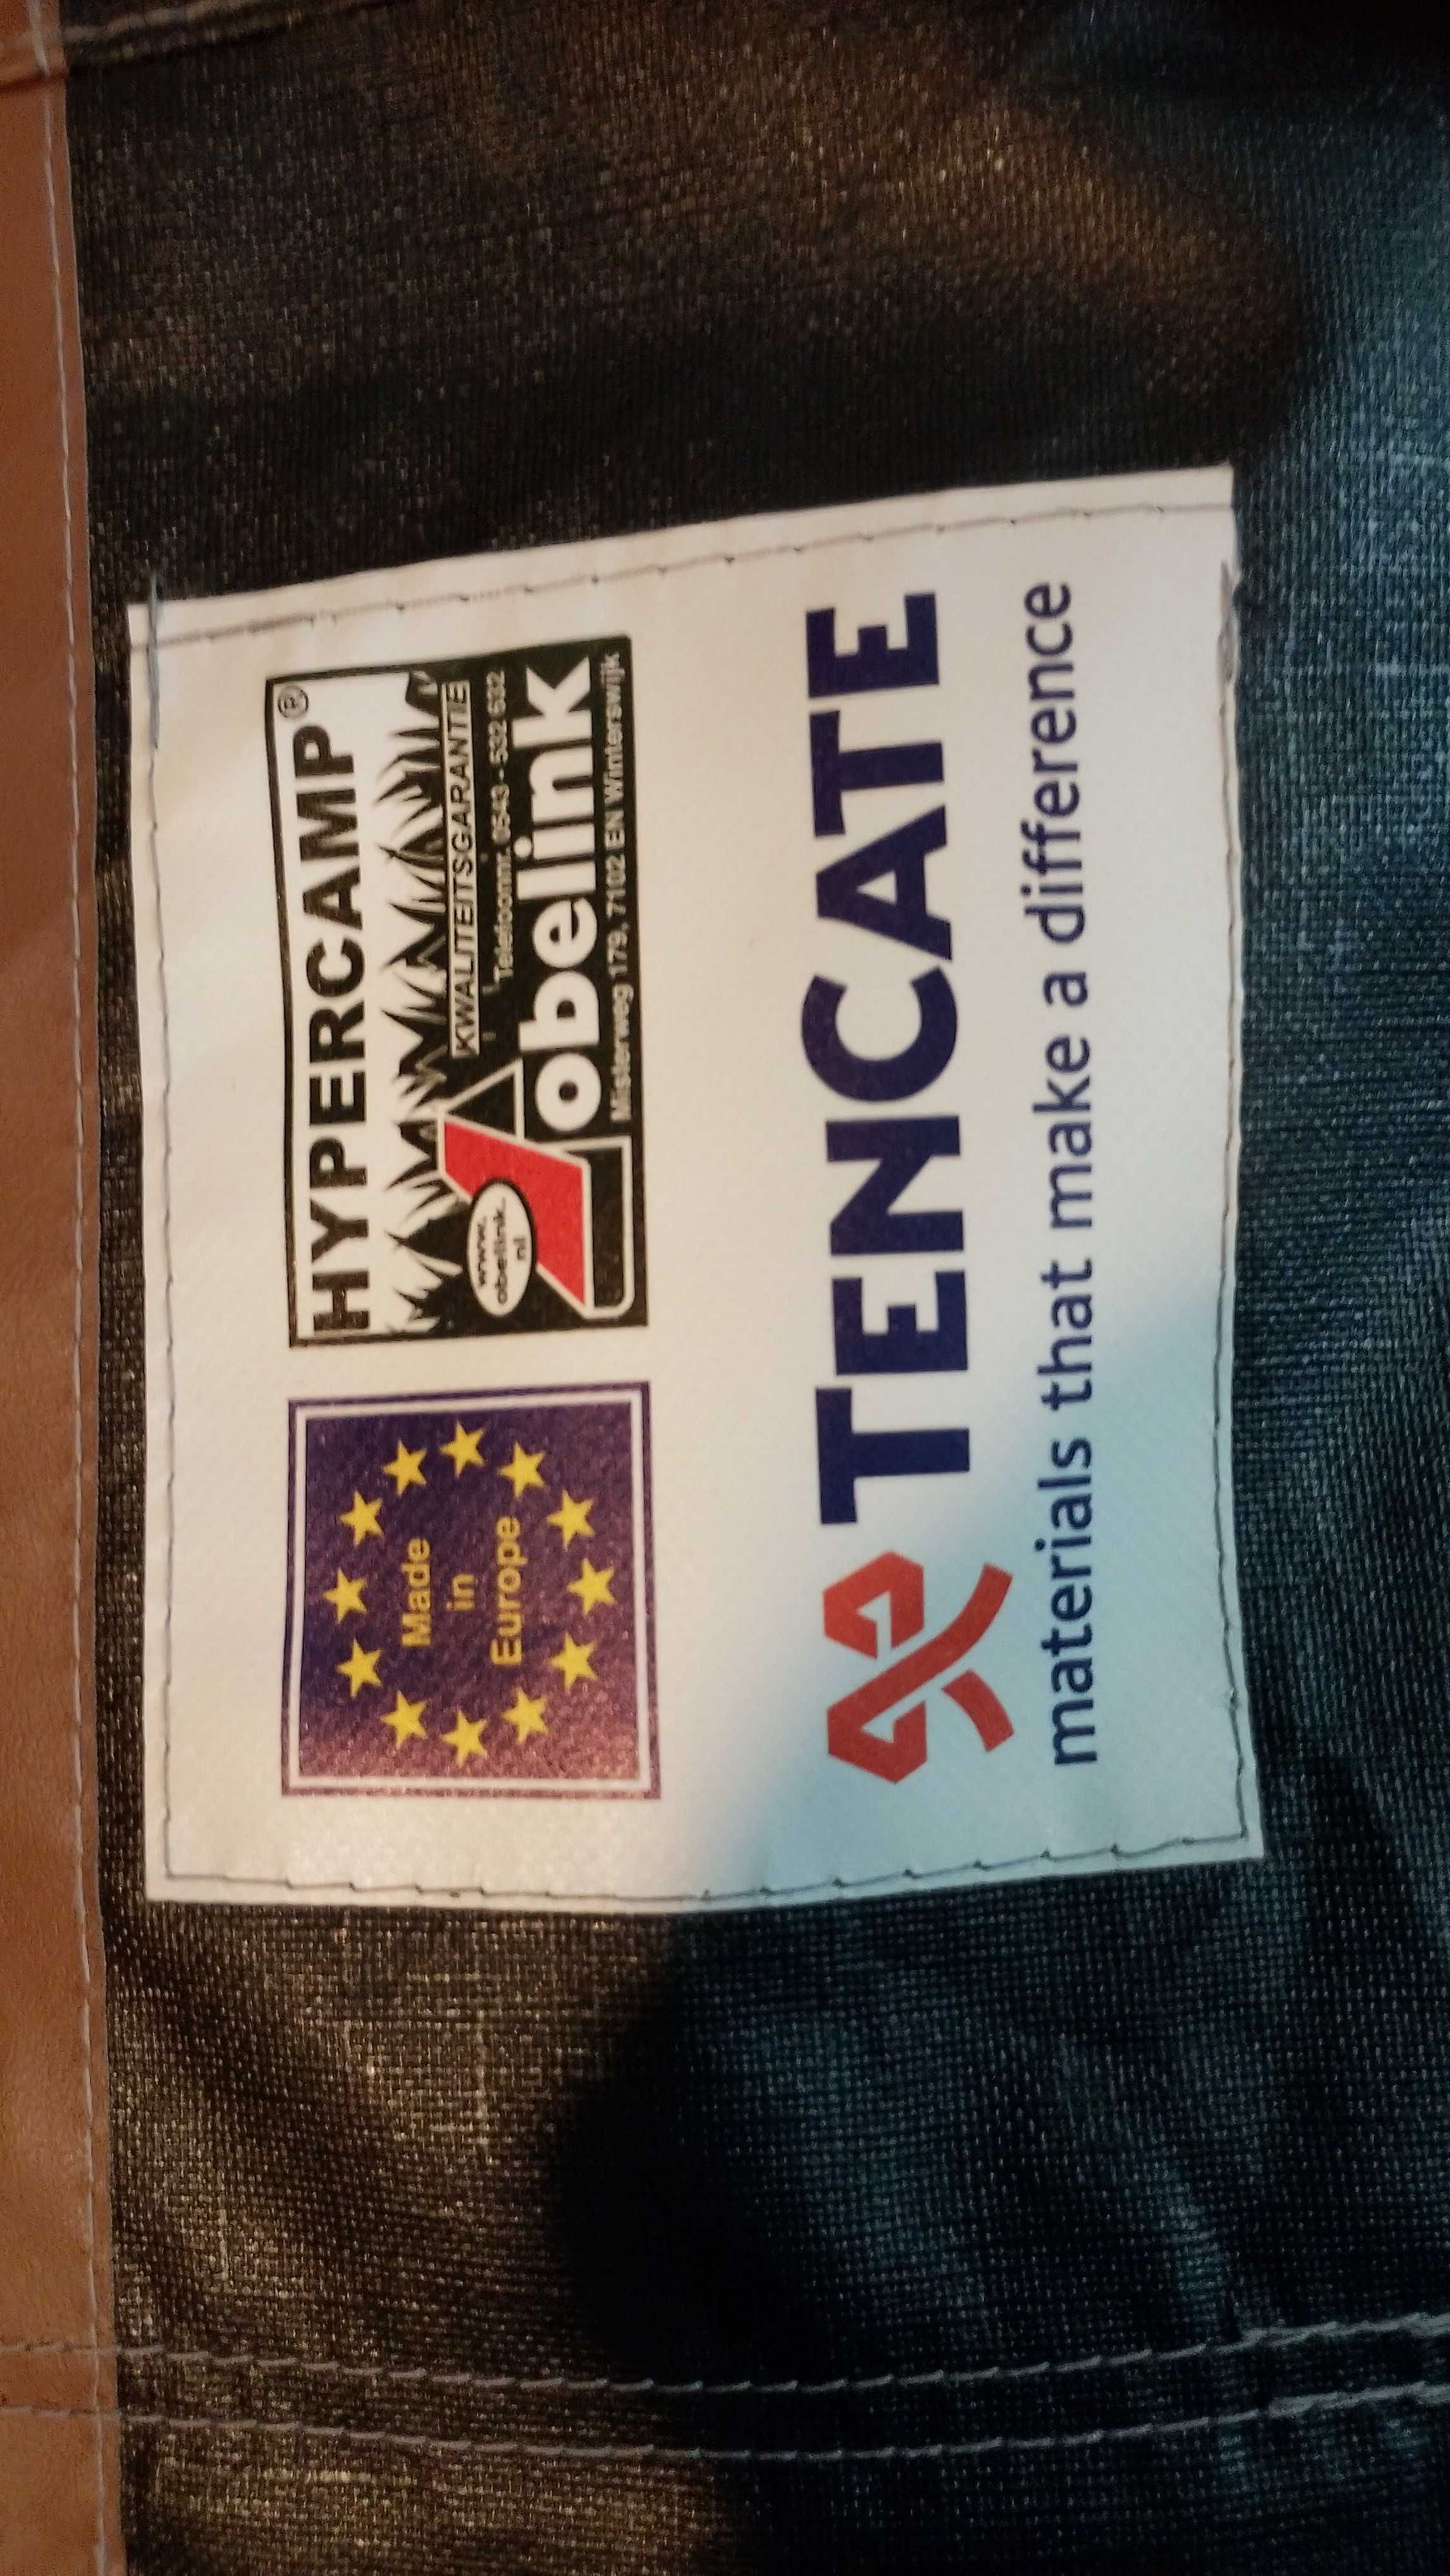 Made
in
Europe
HYPERCAMP®
KWALITEITSGARANTIE
Telefoonnr. 0543 - 532 632
www.
obelink.
nl
obelink
Misterweg 179, 7102 EN Winterswijk
TENCATE
materials that make a difference